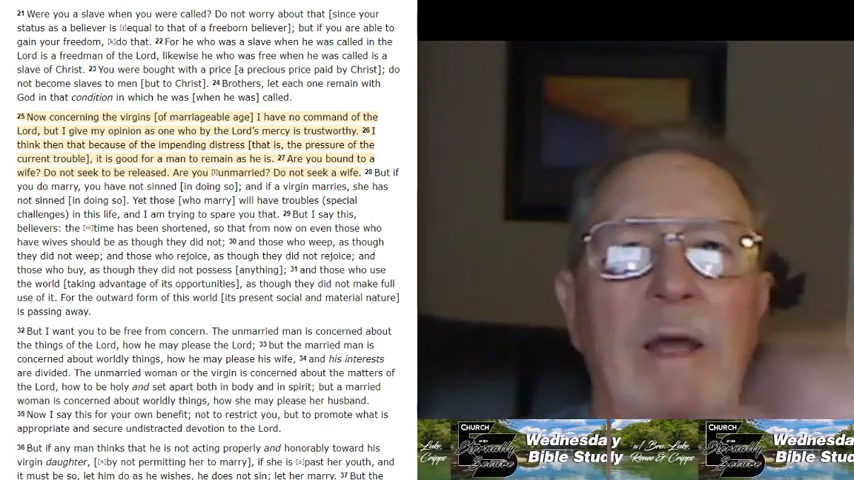 21 Were you a slave when you were called? Do not worry about that [since your
status as a believer is [j]equal to that of a freeborn believer]; but if you are able to
gain your freedom, [k]do that. 22 For he who was a slave when he was called in the
Lord is a freedman of the Lord, likewise he who was free when he was called is a
slave of Christ. 23 You were bought with a price [a precious price paid by Christ]; do
not become slaves to men [but to Christ]. 24 Brothers, let each one remain with
God in that condition in which he was [when he was] called.
25 Now concerning the virgins [of marriageable age] I have no command of the
Lord, but I give my opinion as one who by the Lord's mercy is trustworthy. 26 I
think then that because of the impending distress [that is, the pressure of the
current trouble], it is good for a man to remain as he is. 27 Are you bound to a
wife? Do not seek to be released. Are you [l]unmarried? Do not seek a wife. 28 But if
you do marry, you have not sinned [in doing so]; and if a virgin marries, she has
not sinned [in doing so]. Yet those [who marry] will have troubles (special
challenges) in this life, and I am trying to spare you that. 29 But I say this,
believers: the [m]time has been shortened, so that from now on even those who
have wives should be as though they did not; 30 and those who weep, as though
they did not weep; and those who rejoice, as though they did not rejoice; and
those who buy, as though they did not possess [anything]; 31 and those who use
the world [taking advantage of its opportunities], as though they did not make full
use of it. For the outward form of this world [its present social and material nature]
is passing away.
32 But I want you to be free from concern. The unmarried man is concerned about
the things of the Lord, how he may please the Lord; 33 but the married man is
concerned about worldly things, how he may please his wife, 34 and his interests
are divided. The unmarried woman or the virgin is concerned about the matters of
the Lord, how to be holy and set apart both in body and in spirit; but a married
woman is concerned about worldly things, how she may please her husband.
35 Now I say this for your own benefit; not to restrict you, but to promote what is
appropriate and secure undistracted devotion to the Lord.
36 But if any man thinks that he is not acting properly and honorably toward his
virgin daughter, [[n]by not permitting her to marry], if she is [o]past her youth, and
it must be so, let him do as he wishes, he does not sin; let her marry. 37 But the
Luke,
Cripps
CHURCH
of the
Eternally
Secure
Wednesday
Bible Study
w/ Bro. Luke,
Renee & Cripps
CHURCH
of the
Eternally
Secure
Wednesda
Bible Stud